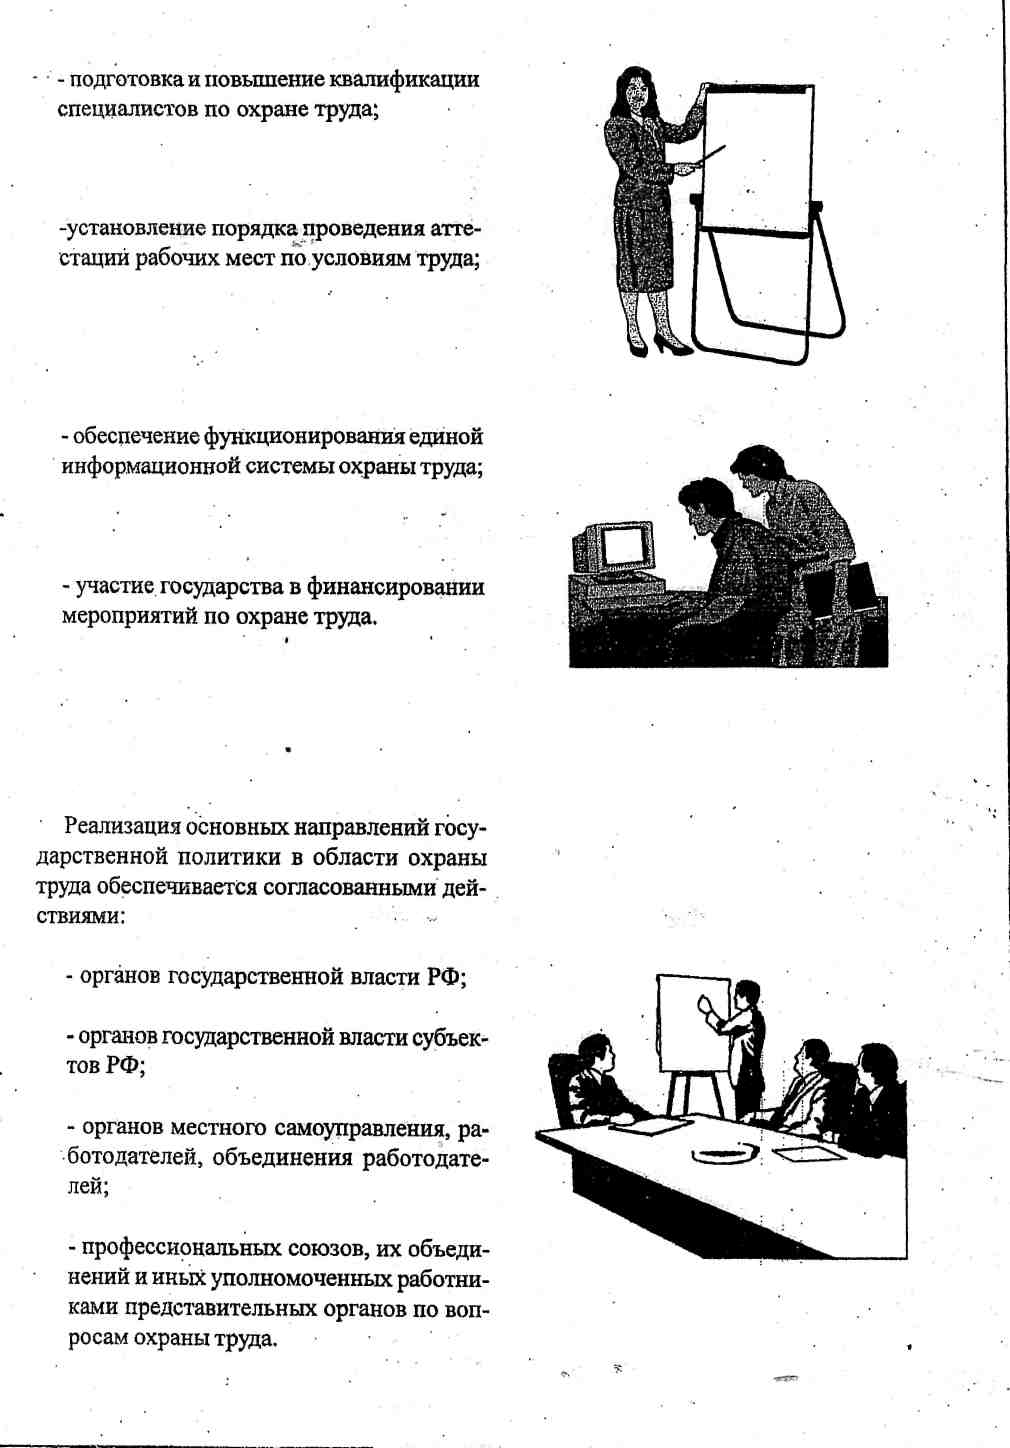 - подготовка и повышение квалификации
специалистов по охране труда;
-установление порядка проведения атте-
стаций рабочих мест по условиям труда;
- обеспечение функционирования единой
информационной системы охраны труда;
- участие государства в финансировании
мероприятий по охране труда.
Реализация основных направлений госу-
дарственной политики в области охраны
труда обеспечивается согласованными дей-
ствиями:
- органов государственной власти РФ;
- органов государственной власти субъек-
тов РФ;
- органов местного самоуправления, ра-
ботодателей, объединения работодате-
лей;
- профессиональных союзов, их объеди-
нений и иных уполномоченных работни-
ками представительных органов по воп-
росам охраны труда.